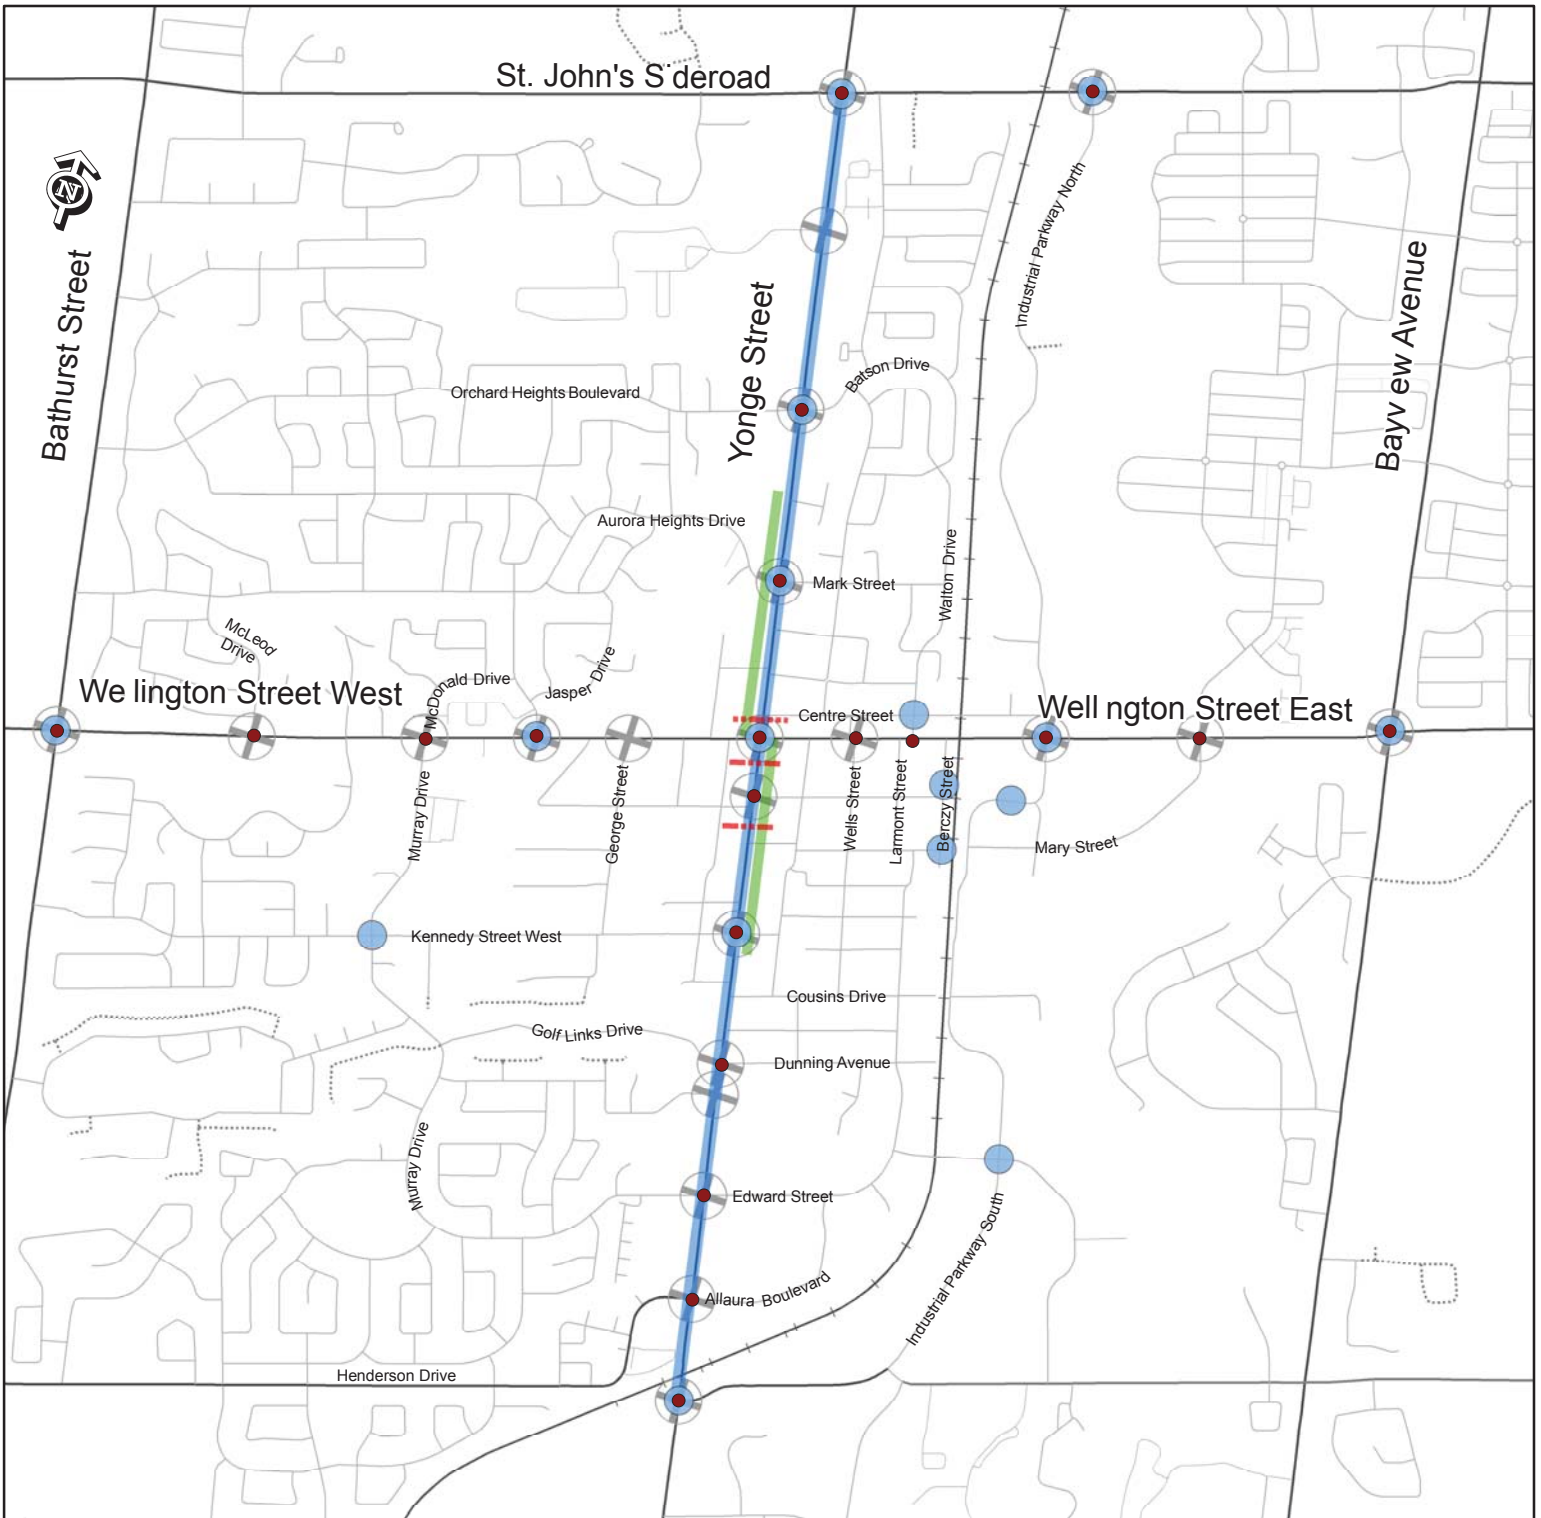 St. John's S deroad
N
Industrial Parkway North
Bathurst Street
Yonge Street
Bayv ew Avenue
Batson Drive
Orchard Heights Boulevard
Aurora Heights Drive
Mark Street
Walton Drive
McLeod
Drive
We lington Street West
McDonald Drive
Jasper Drive
Centre Street
Well ngton Street East
Murray Drive
George Street
Wells Street
Larmont Street
Berczy Street
Mary Street
Kennedy Street West
Cousins Drive
Golf Links Drive
Dunning Avenue
Murray Drive
Edward Street
Industrial Parkway South
Allaura Boulevard
Henderson Drive